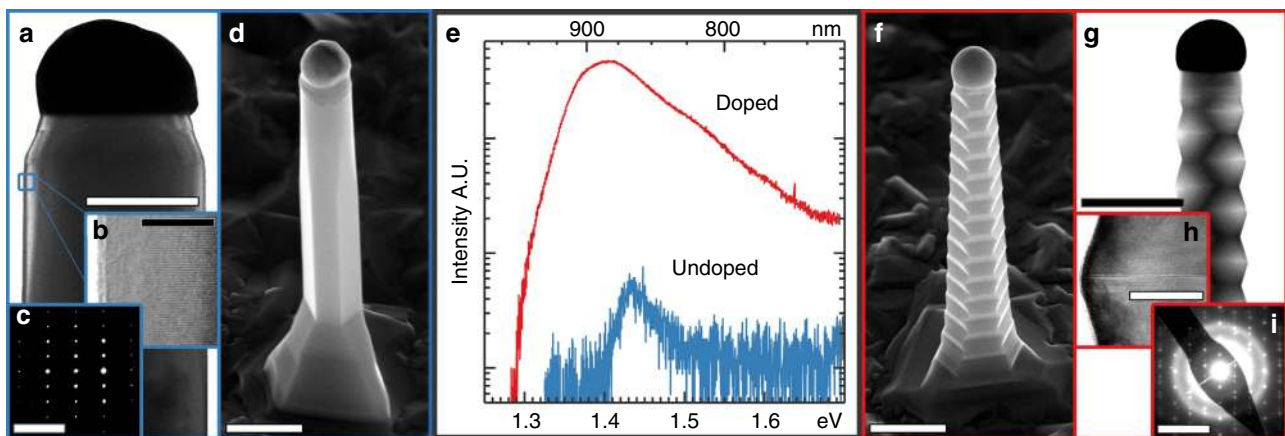 a
b
c
d
e
900
800
nm
Doped
Undoped
Intensity A.U.
1.3
1.4
1.5
1.6
eV
f
g
h
i